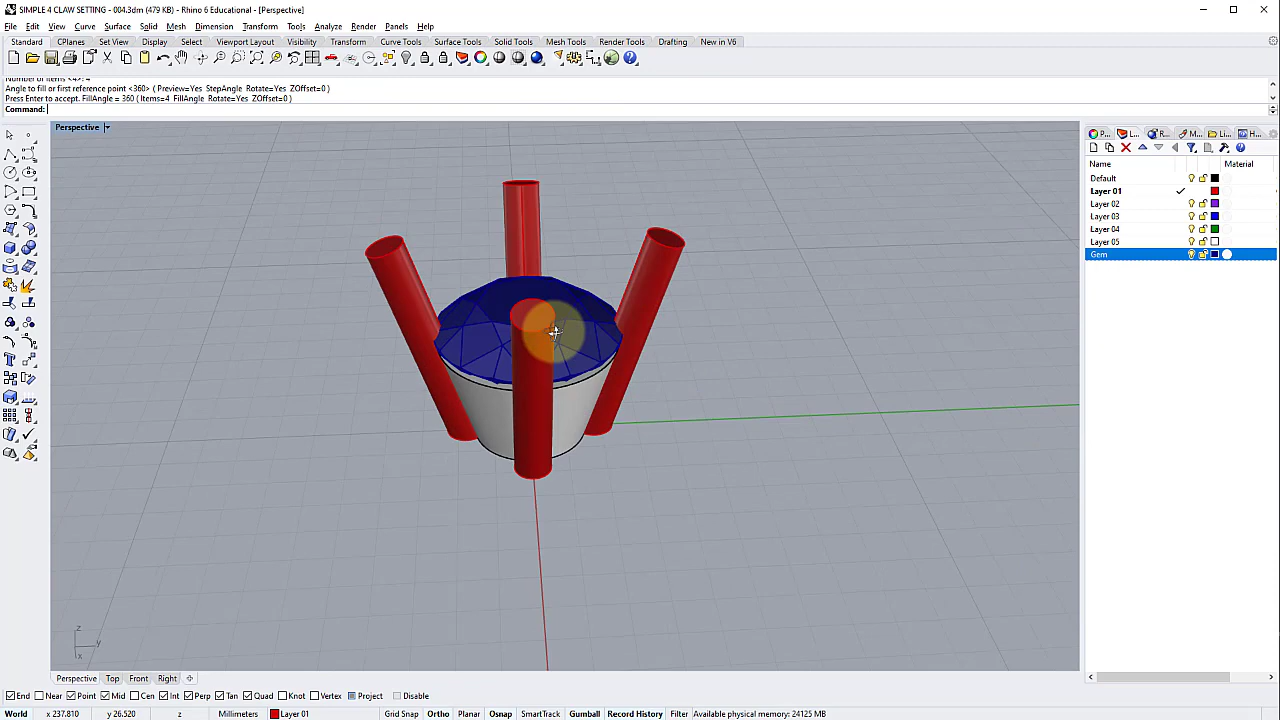 SIMPLE 4 CLAW SETTING - 004.3dm (479 KB) - Rhino 6 Educational - [Perspective]
File Edit View Curve Surface Solid Mesh Dimension Transform Tools Analyze Render Panels Help
Standard CPlanes Set View Display Select Viewport Layout Visibility Transform Curve Tools Surface Tools Solid Tools Mesh Tools Render Tools Drafting New in V6
Number of items <4>: 4
Angle to fill or first reference point <360> ( Preview=Yes StepAngle Rotate=Yes ZOffset=0 )
Press Enter to accept. FillAngle = 360 ( Items=4 FillAngle Rotate=Yes ZOffset=0 )
Command:
Perspective
P... L... R... M... Li... H...
Name Material
Default
Layer 01
Layer 02
Layer 03
Layer 04
Layer 05
Gem
z
y
x
Perspective Top Front Right
End Near Point Mid Cen Int Perp Tan Quad Knot Vertex Project Disable
World x 237.810 y 26.520 z Millimeters Layer 01 Grid Snap Ortho Planar Osnap SmartTrack Gumball Record History Filter Available physical memory: 24125 MB